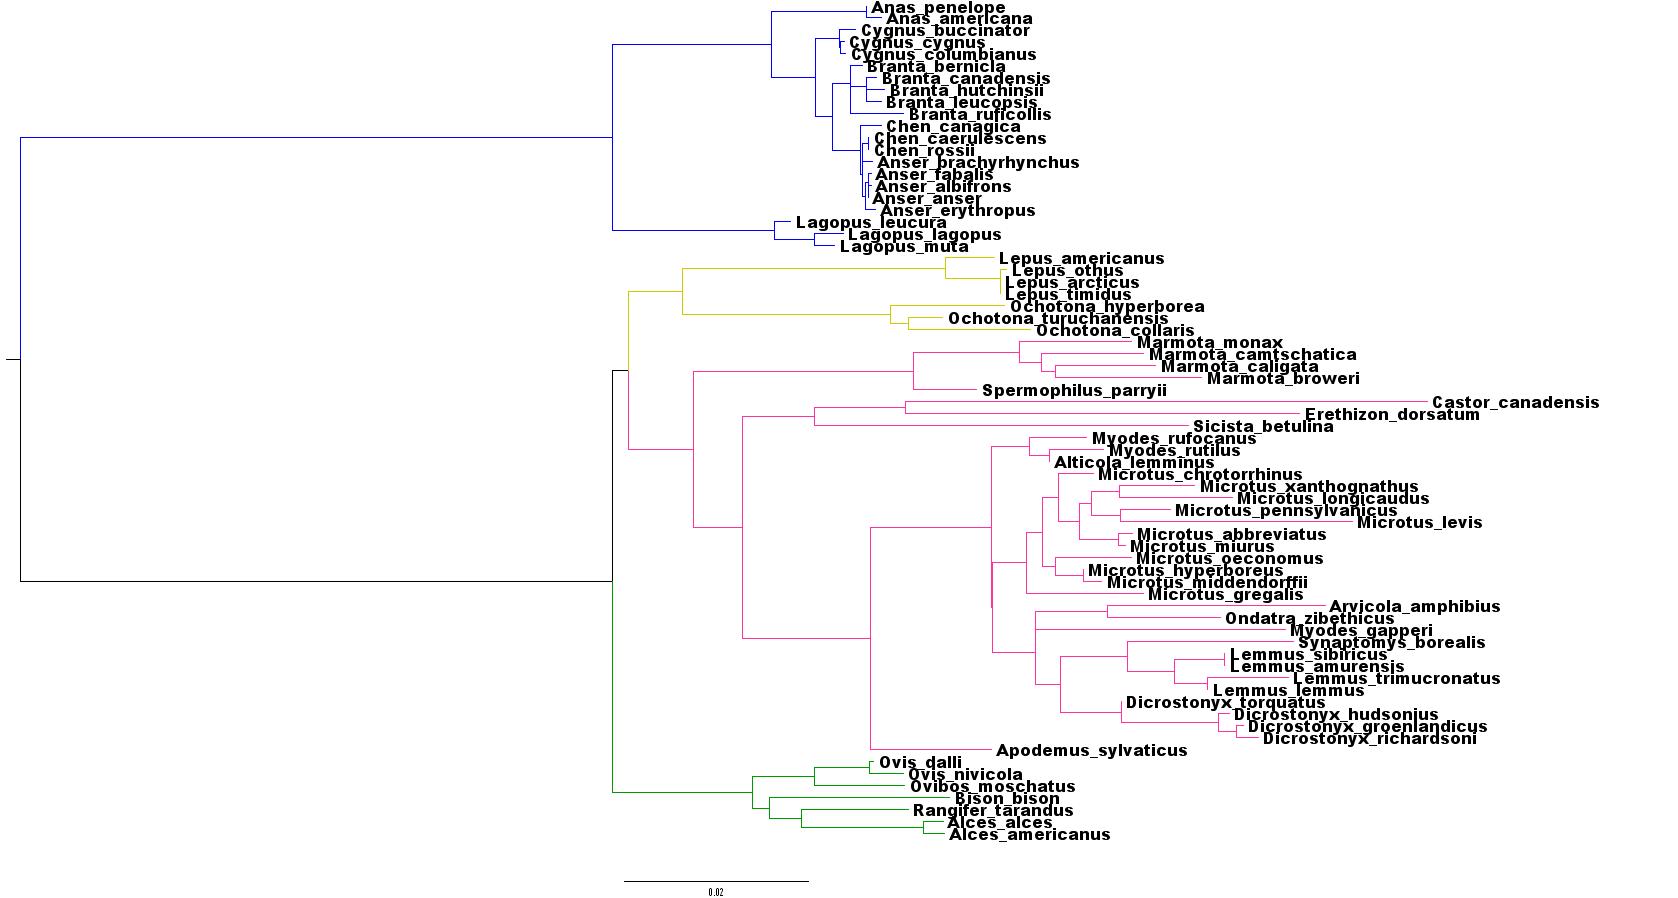 Anas_penelope
Anas_americana
Cygnus_buccinator
Cygnus_cygnus
Cygnus_columbianus
Branta_bernicla
Branta_canadensis
Branta_hutchinsii
Branta_leucopsis
Branta_ruficollis
Chen_canagica
Chen_caerulescens
Chen_rossii
Anser_brachyrhynchus
Anser_fabalis
Anser_albifrons
Anser_anser
Anser_erythropus
Lagopus_leucura
Lagopus_lagopus
Lagopus_muta
Lepus_americanus
Lepus_othus
Lepus_arcticus
Lepus_timidus
Ochotona_hyperborea
Ochotona_turuchanensis
Ochotona_collaris
Marmota_monax
Marmota_camtschatica
Marmota_caligata
Marmota_broweri
Spermophilus_parryii
Castor_canadensis
Erethizon_dorsatum
Sicista_betulina
Myodes_rufocanus
Myodes_rutilus
Alticola_lemminus
Microtus_chrotorrhinus
Microtus_xanthognathus
Microtus_longicaudus
Microtus_pennsylvanicus
Microtus_levis
Microtus_abbreviatus
Microtus_miurus
Microtus_oeconomus
Microtus_hyperboreus
Microtus_middendorffii
Microtus_gregalis
Arvicola_amphibius
Ondatra_zibethicus
Myodes_gapperi
Synaptomys_borealis
Lemmus_sibiricus
Lemmus_amurensis
Lemmus_trimucronatus
Lemmus_lemmus
Dicrostonyx_torquatus
Dicrostonyx_hudsonius
Dicrostonyx_groenlandicus
Dicrostonyx_richardsoni
Apodemus_sylvaticus
Ovis_dalli
Ovis_nivicola
Ovibos_moschatus
Bison_bison
Rangifer_tarandus
Alces_alces
Alces_americanus
0.02